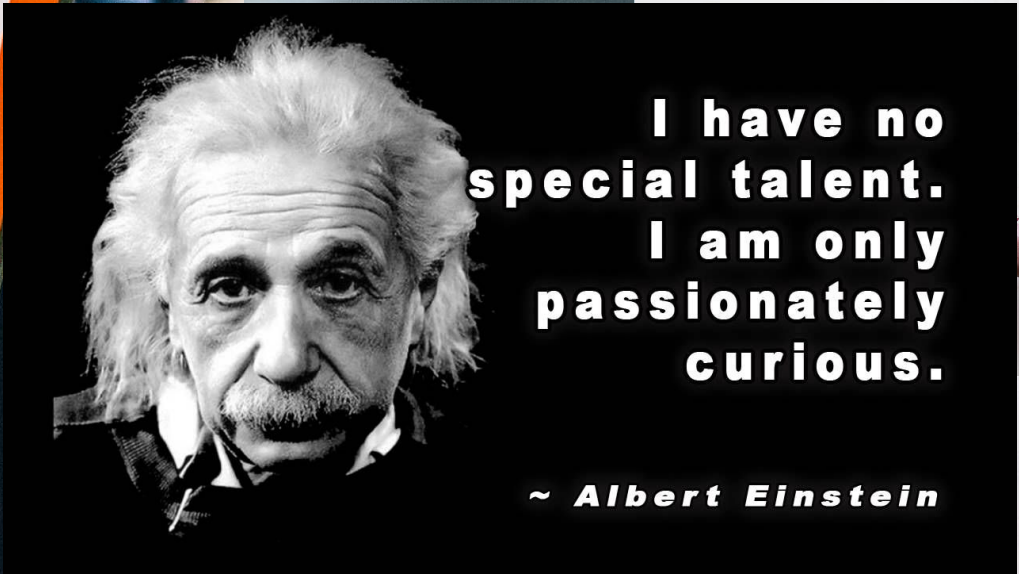 I have no
special talent.
I am only
passionately
curious.
~ Albert Einstein